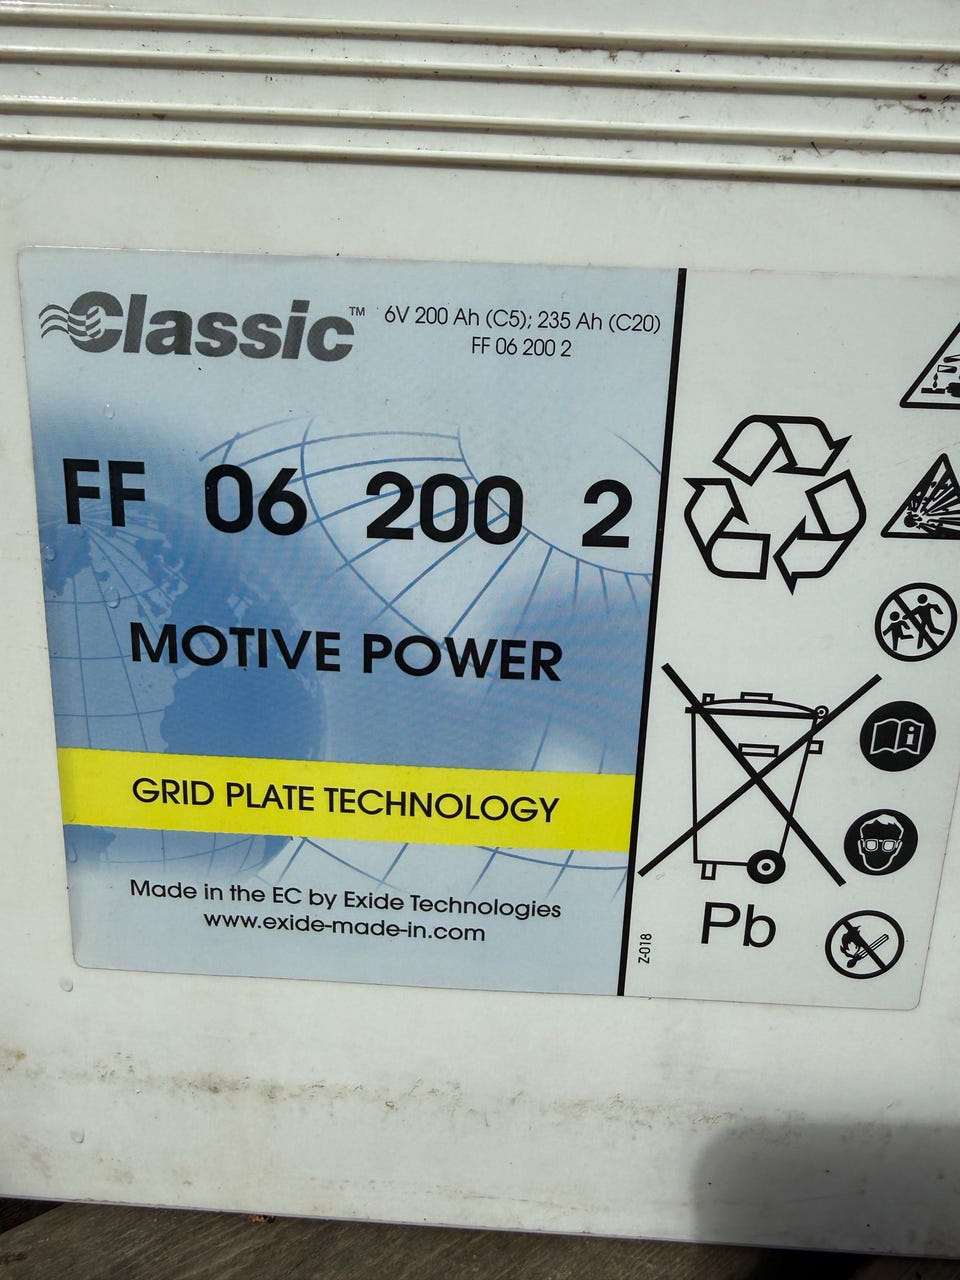 Classic™
6V 200 Ah (C5); 235 Ah (C20)
FF 06 200 2
FF 06 200 2
MOTIVE POWER
GRID PLATE TECHNOLOGY
Made in the EC by Exide Technologies
www.exide-made-in.com
Z-018
Pb